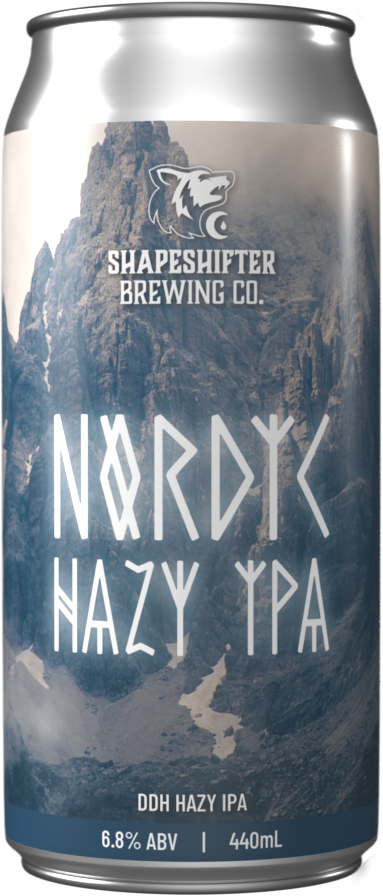 SHAPESHIFTER
BREWING CO.
NORDIC
HAZY IPA
DDH HAZY IPA
6.8% ABV | 440mL